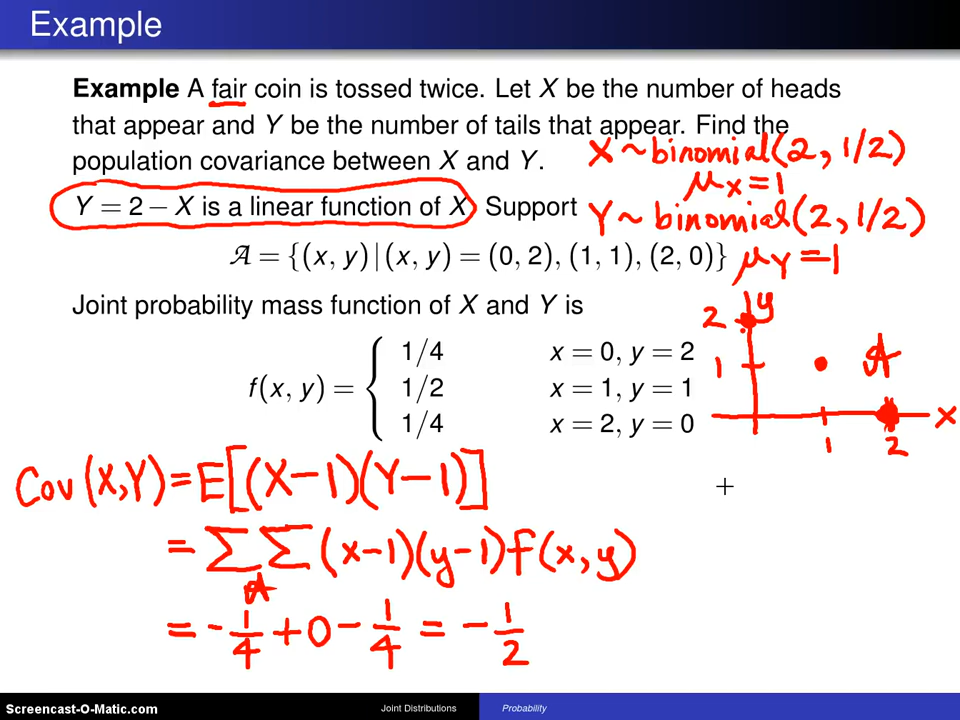 Example
Example A fair coin is tossed twice. Let X be the number of heads
that appear and Y be the number of tails that appear. Find the
population covariance between X and Y.
X ~ binomial(2, 1/2)
μx = 1
Y = 2 − X is a linear function of X. Support
Y ~ binomial(2, 1/2)
𝒜 = {(x, y) | (x, y) = (0, 2), (1, 1), (2, 0)}
μY = 1
Joint probability mass function of X and Y is
f(x, y) = { 1/4 x = 0, y = 2
1/2 x = 1, y = 1
1/4 x = 2, y = 0
2 y
1 𝒜
x
1 2
Cov(X,Y) = E[(X−1)(Y−1)]
= ΣΣ (x−1)(y−1) f(x, y)
𝒜
= −1/4 + 0 − 1/4 = −1/2
Screencast-O-Matic.com Joint Distributions Probability